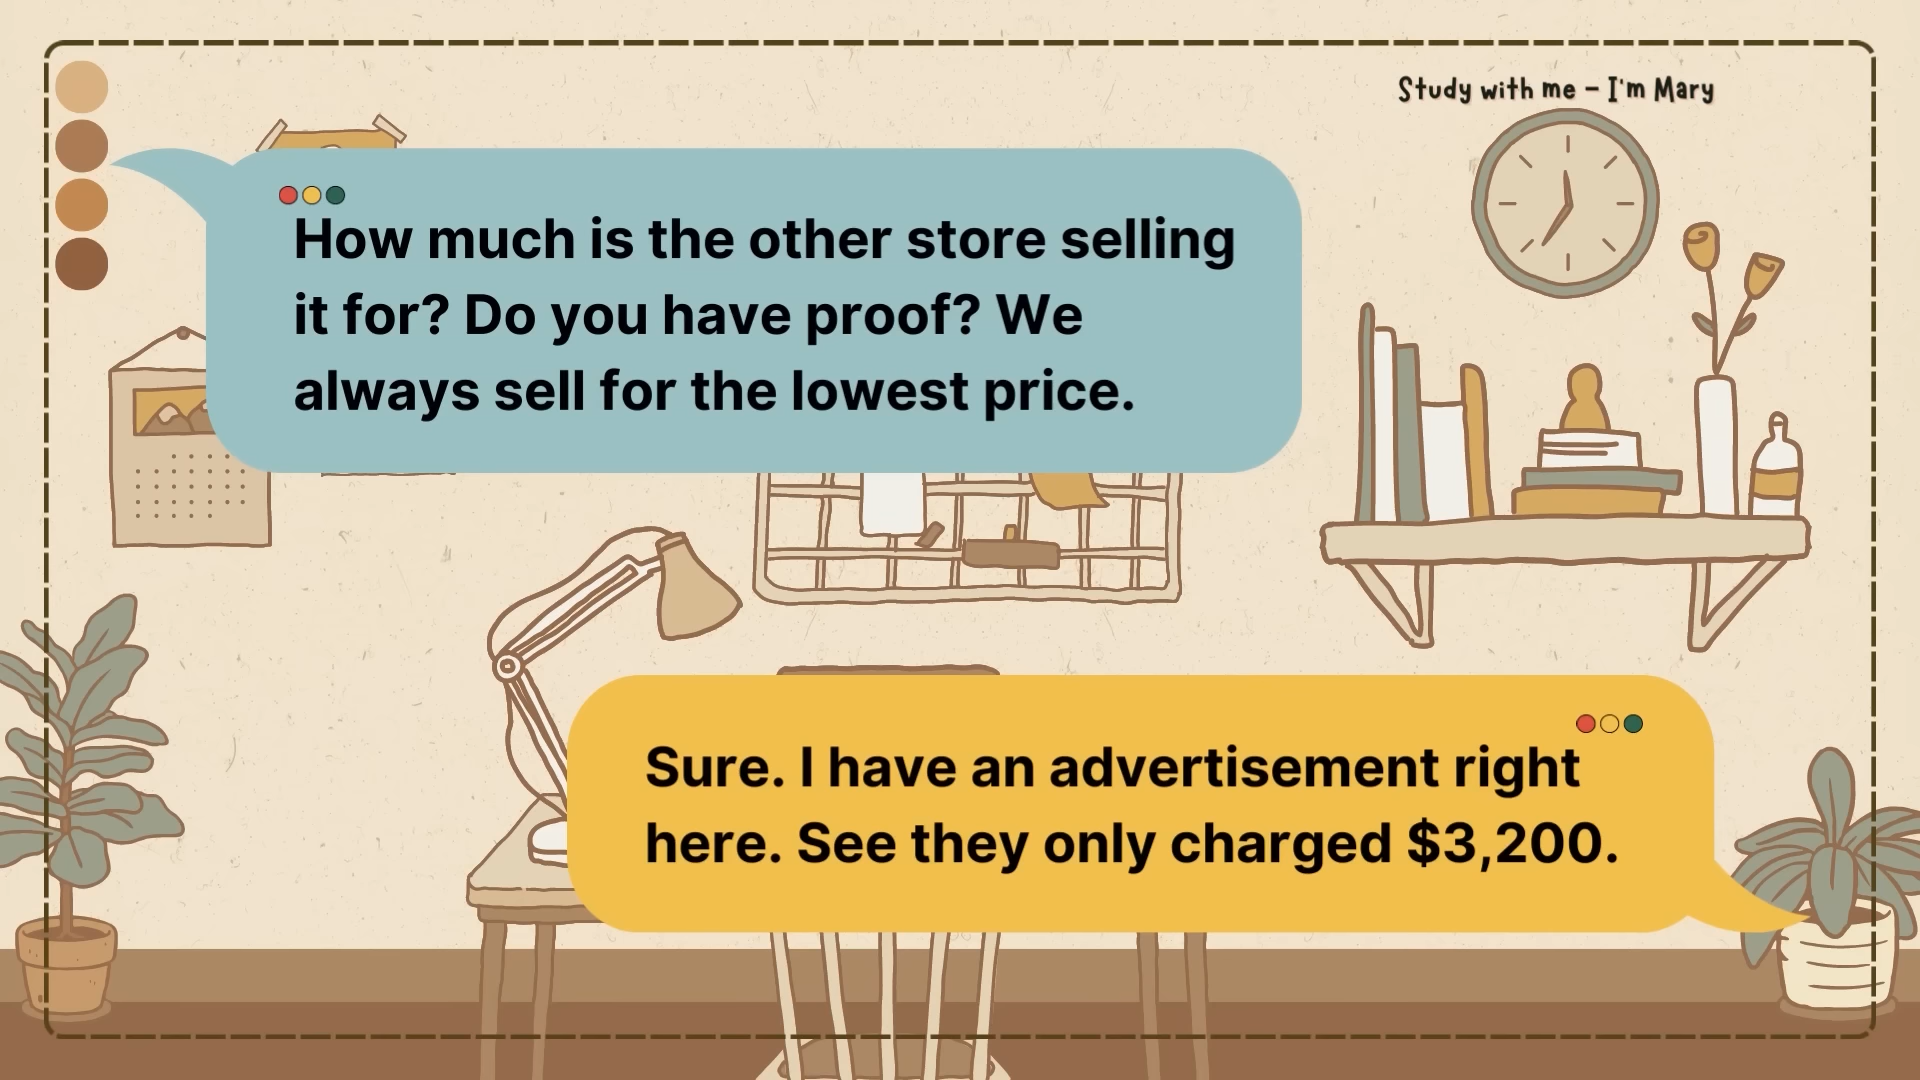 Study with me - I'm Mary
How much is the other store selling
it for? Do you have proof? We
always sell for the lowest price.
Sure. I have an advertisement right
here. See they only charged $3,200.